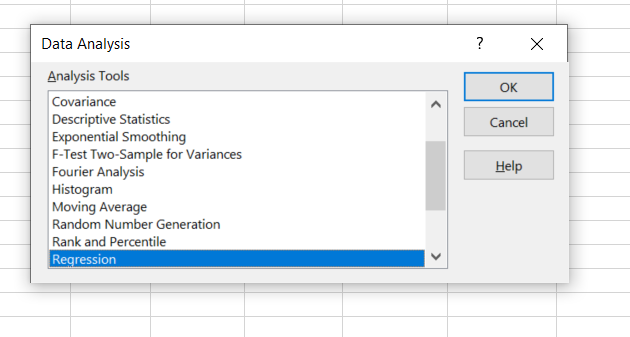 Data Analysis ?
Analysis Tools
Covariance
Descriptive Statistics
Exponential Smoothing
F-Test Two-Sample for Variances
Fourier Analysis
Histogram
Moving Average
Random Number Generation
Rank and Percentile
Regression
OK
Cancel
Help